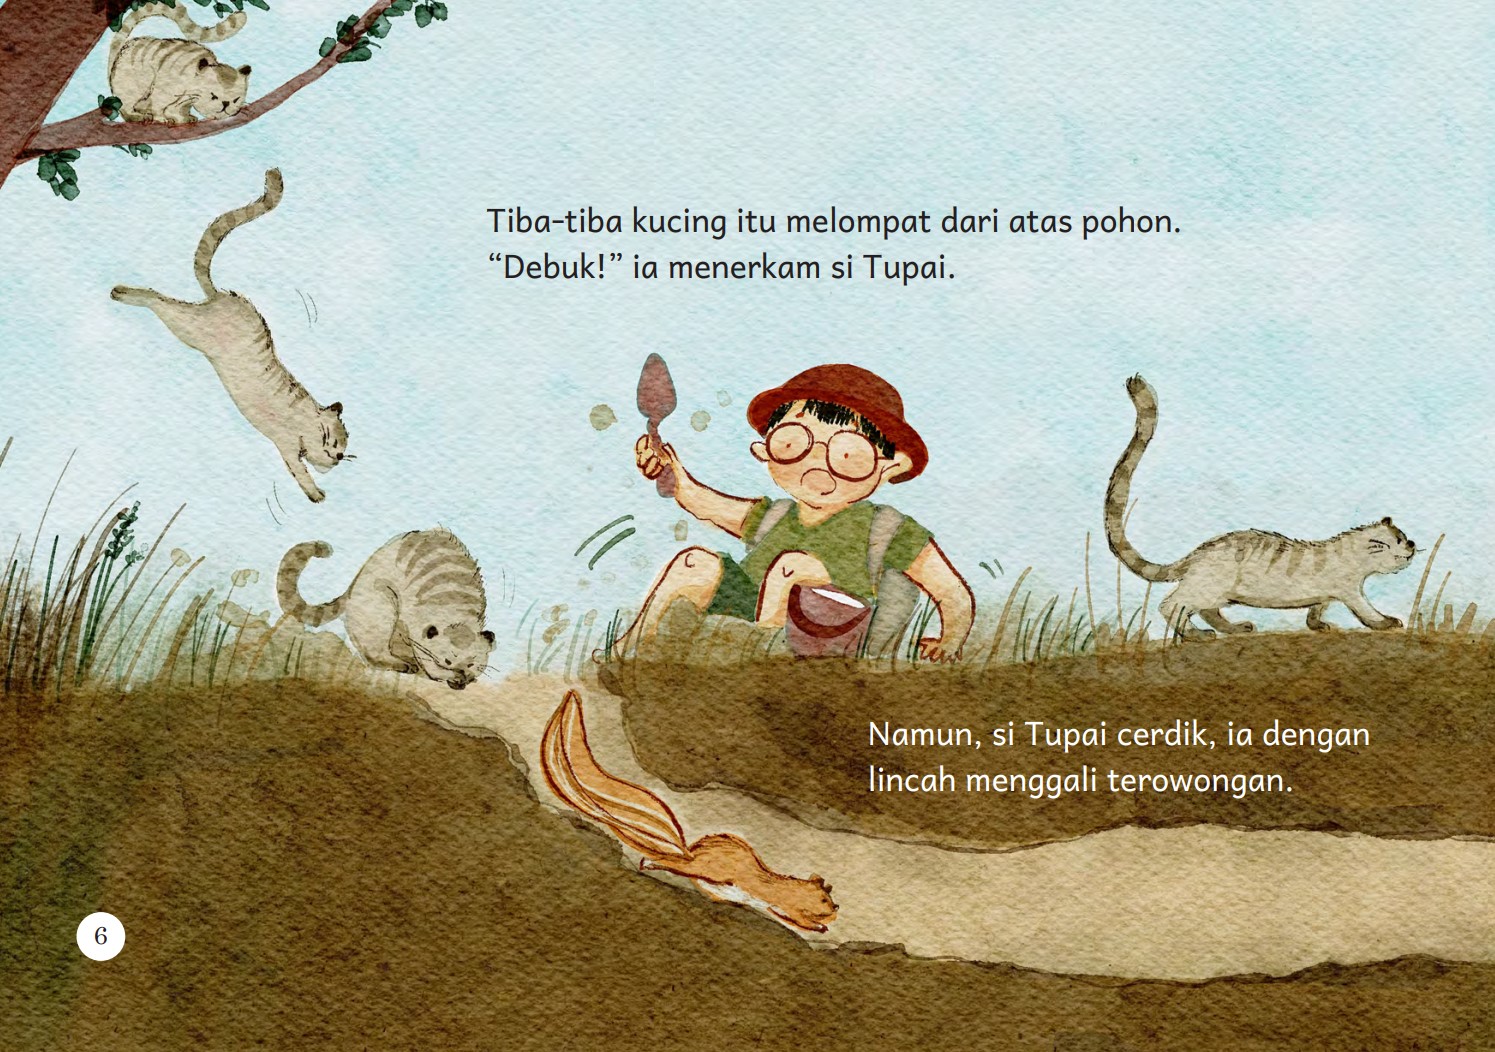 Tiba-tiba kucing itu melompat dari atas pohon.
“Debuk!” ia menerkam si Tupai.
Namun, si Tupai cerdik, ia dengan
lincah menggali terowongan.
6